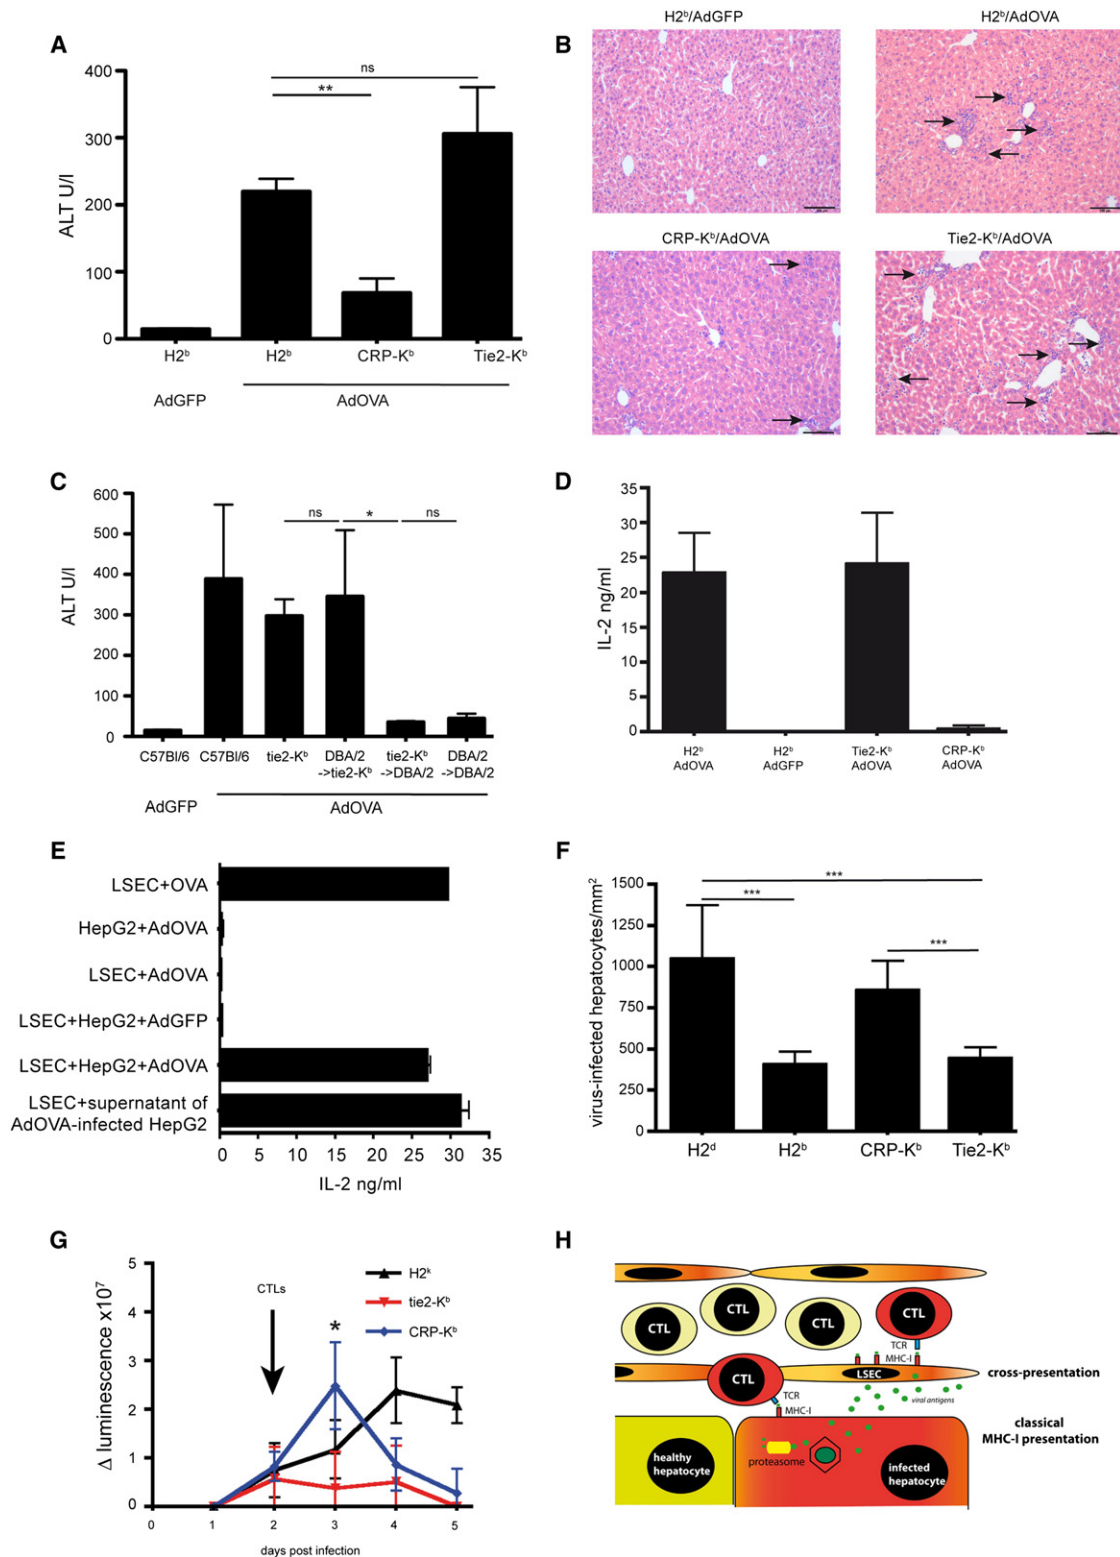 A
ALT U/l
400
300
200
100
0
ns
**
H2ᵇ
H2ᵇ
CRP-Kᵇ
Tie2-Kᵇ
AdGFP
AdOVA
B
H2ᵇ/AdGFP
H2ᵇ/AdOVA
CRP-Kᵇ/AdOVA
Tie2-Kᵇ/AdOVA
C
ALT U/l
600
500
400
300
200
100
0
ns
*
ns
C57Bl/6
C57Bl/6
tie2-Kᵇ
DBA/2
->tie2-Kᵇ
tie2-Kᵇ
->DBA/2
DBA/2
->DBA/2
AdGFP
AdOVA
D
IL-2 ng/ml
35
30
25
20
15
10
5
0
H2ᵇ
AdOVA
H2ᵇ
AdGFP
Tie2-Kᵇ
AdOVA
CRP-Kᵇ
AdOVA
E
LSEC+OVA
HepG2+AdOVA
LSEC+AdOVA
LSEC+HepG2+AdGFP
LSEC+HepG2+AdOVA
LSEC+supernatant of
AdOVA-infected HepG2
0 5 10 15 20 25 30 35
IL-2 ng/ml
F
virus-infected hepatocytes/mm²
1500
1250
1000
750
500
250
0
***
***
***
H2ᵈ
H2ᵇ
CRP-Kᵇ
Tie2-Kᵇ
G
Δ luminescence x10⁷
5
4
3
2
1
0
CTLs
*
H2ᵏ
tie2-Kᵇ
CRP-Kᵇ
0 1 2 3 4 5
days post infection
H
CTL
CTL
CTL
CTL
TCR
MHC-I
LSEC
cross-presentation
CTL
TCR
MHC-I
viral antigens
classical
MHC-I presentation
healthy
hepatocyte
proteasome
infected
hepatocyte